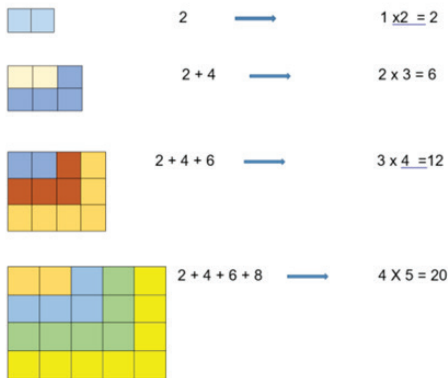 2 1 x2 = 2
2 + 4 2 x 3 = 6
2 + 4 + 6 3 x 4 =12
2 + 4 + 6 + 8 4 X 5 = 20